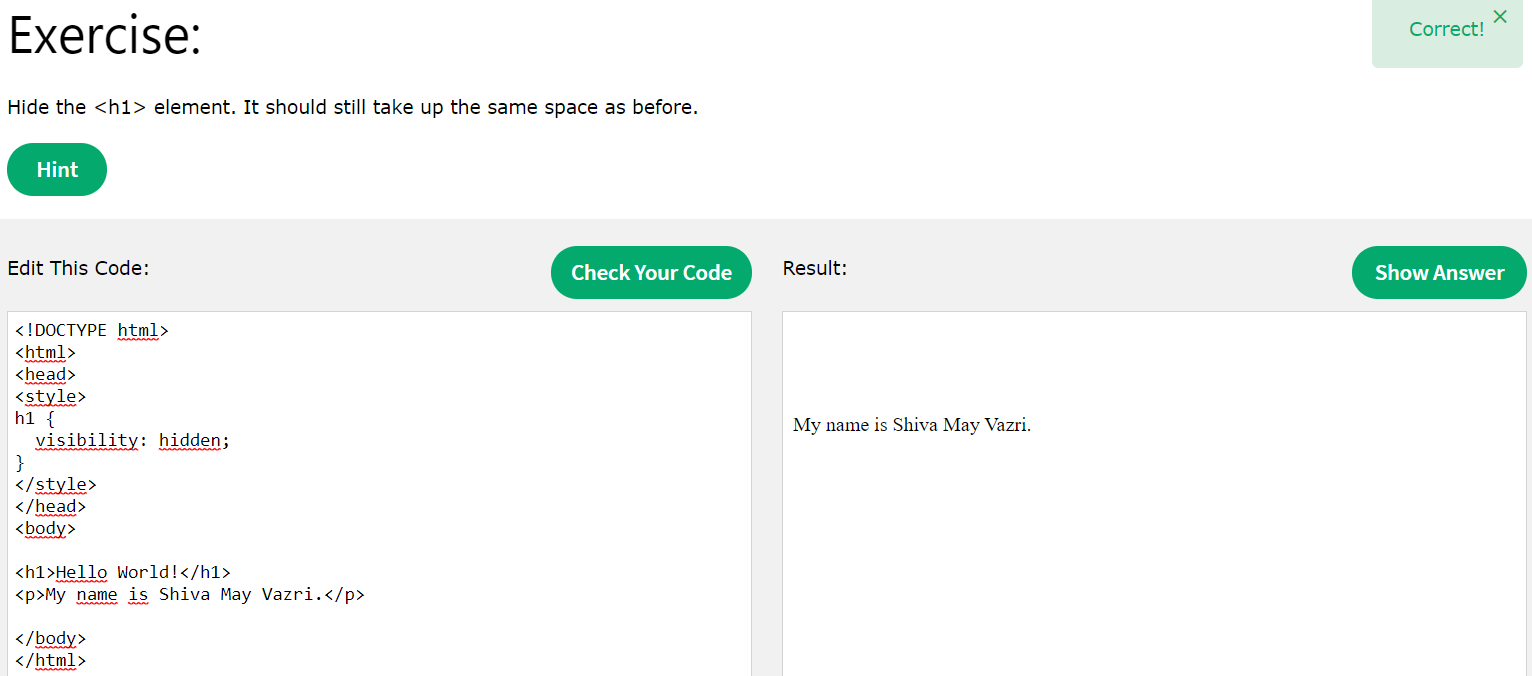 Exercise:
Correct! ×
Hide the <h1> element. It should still take up the same space as before.
Hint
Edit This Code:
Check Your Code
Result:
Show Answer
<!DOCTYPE html>
<html>
<head>
<style>
h1 {
  visibility: hidden;
}
</style>
</head>
<body>

<h1>Hello World!</h1>
<p>My name is Shiva May Vazri.</p>

</body>
</html>
My name is Shiva May Vazri.